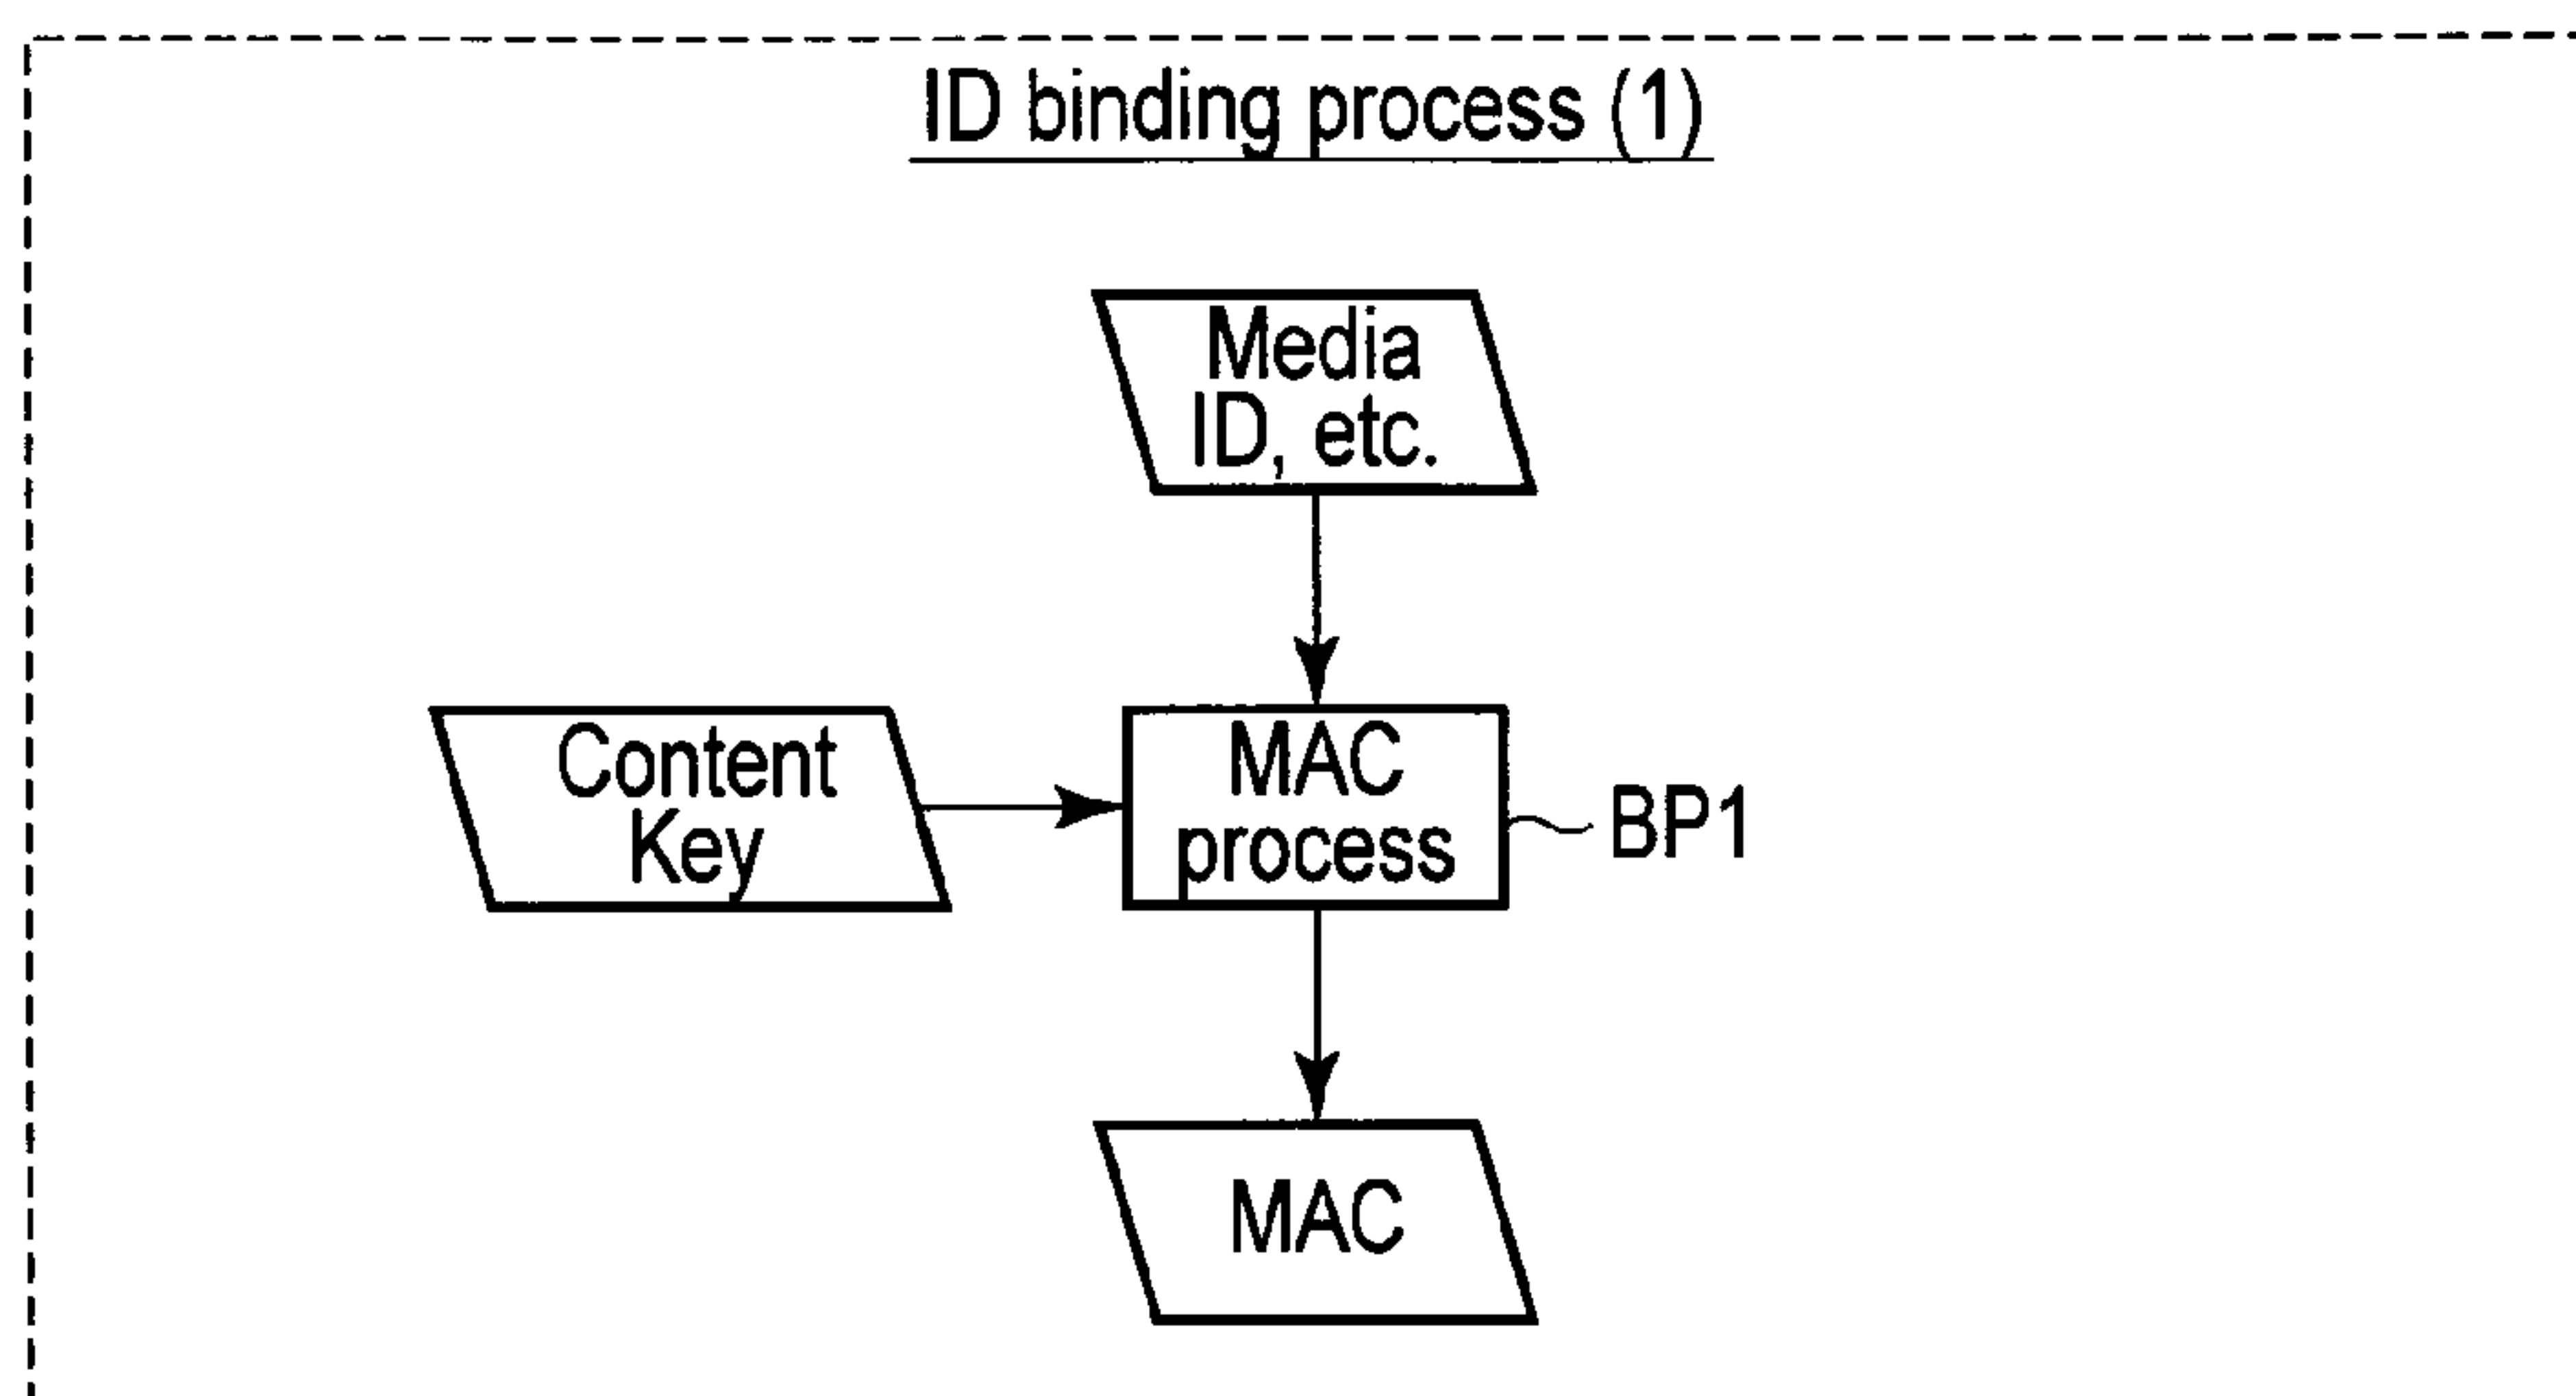 ID binding process (1)
Media
ID, etc.
Content
Key
MAC
process
BP1
MAC